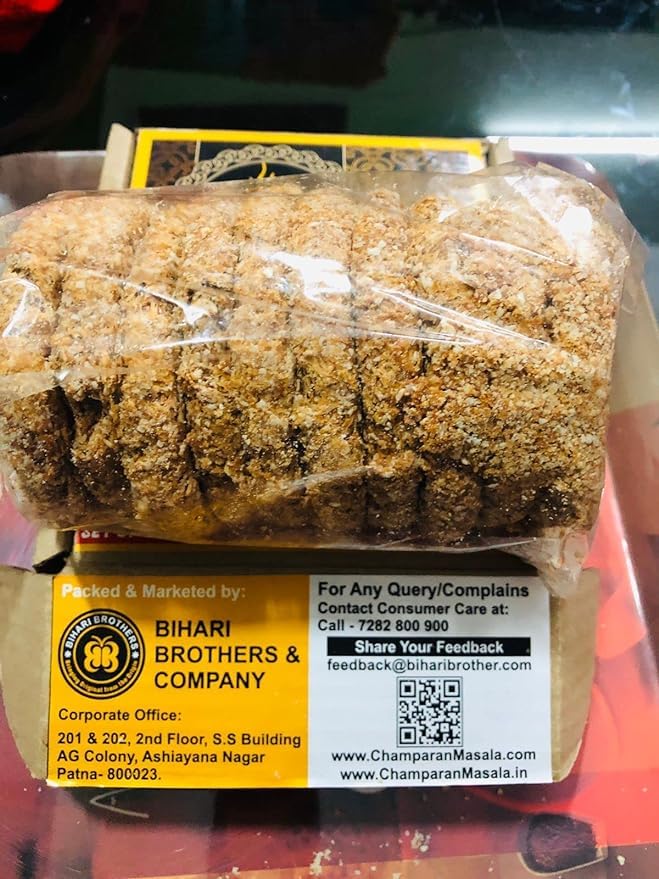 Packed & Marketed by:
BIHARI BROTHERS
BIHARI
BROTHERS &
COMPANY
Corporate Office:
201 & 202, 2nd Floor, S.S Building
AG Colony, Ashiayana Nagar
Patna- 800023.
For Any Query/Complains
Contact Consumer Care at:
Call - 7282 800 900
Share Your Feedback
feedback@biharibrother.com
www.ChamparanMasala.com
www.ChamparanMasala.in